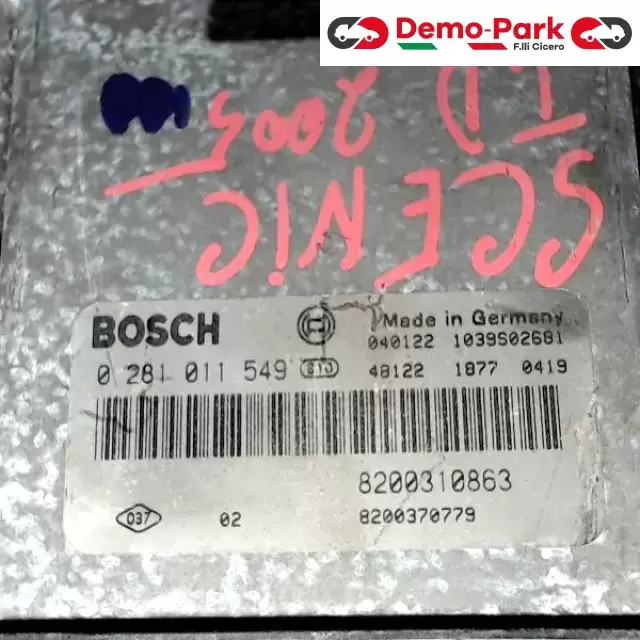 Demo-Park
F.lli Cicero
TD 2005
SCENIC
BOSCH
Made in Germany
040122 1039S02681
0 281 011 549
48122 1877 0419
8200310863
037 02 8200370779